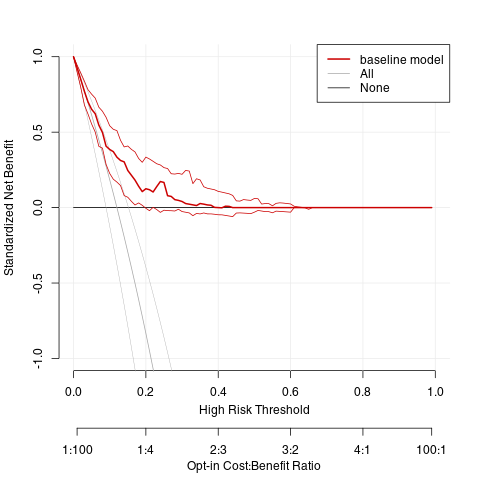 baseline model
All
None
Standardized Net Benefit
1.0
0.5
0.0
-0.5
-1.0
0.0 0.2 0.4 0.6 0.8 1.0
High Risk Threshold
1:100 1:4 2:3 3:2 4:1 100:1
Opt-in Cost:Benefit Ratio